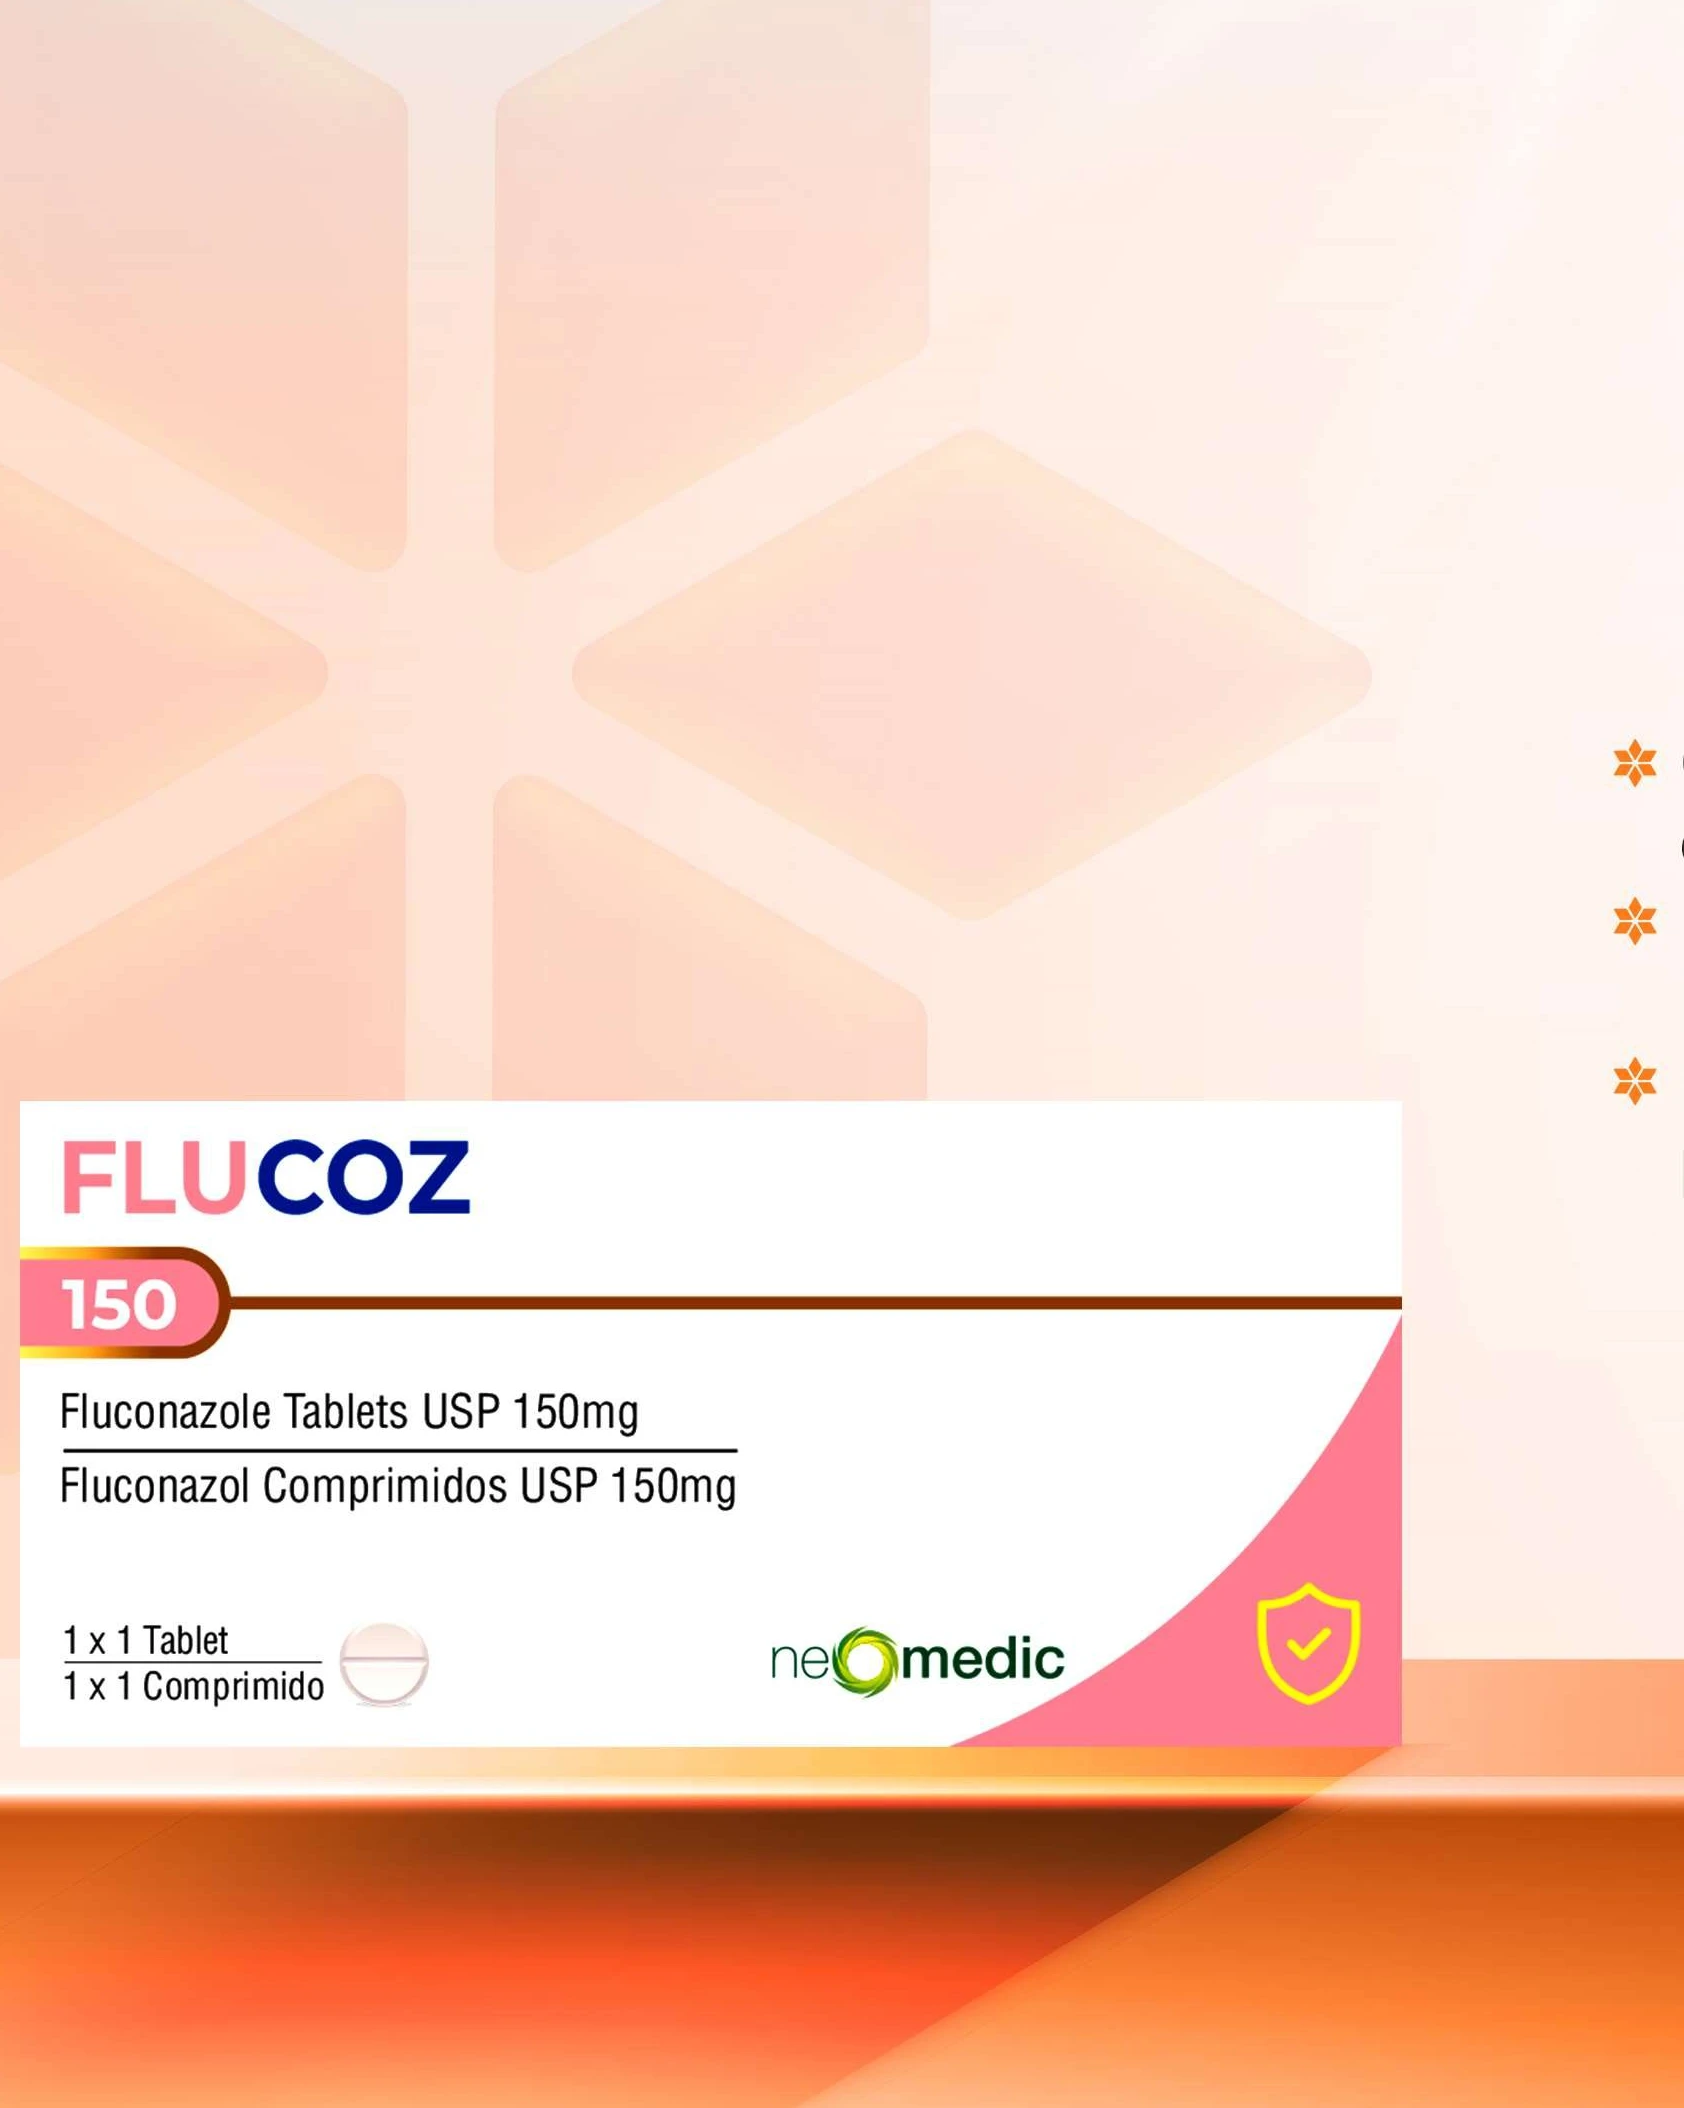 FLUCOZ
150
Fluconazole Tablets USP 150mg
Fluconazol Comprimidos USP 150mg
1 x 1 Tablet
1 x 1 Comprimido
neomedic